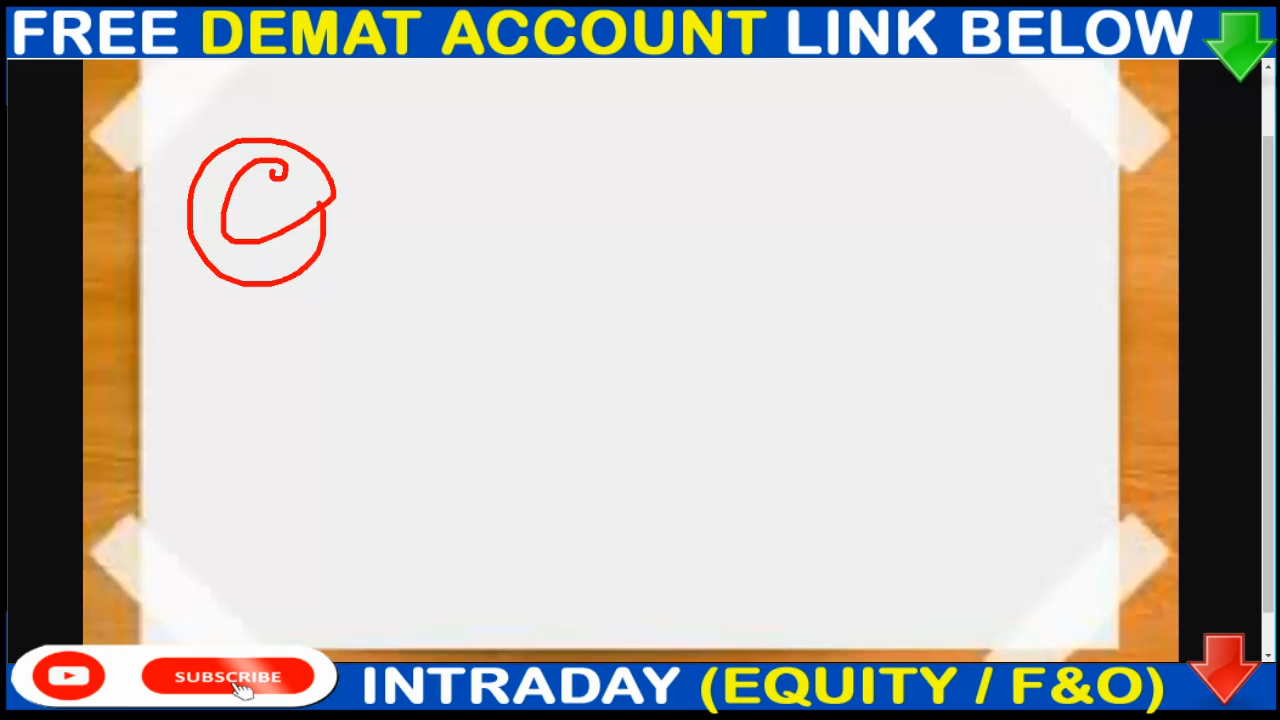 FREE DEMAT ACCOUNT LINK BELOW
C
SUBSCRIBE
INTRADAY (EQUITY / F&O)